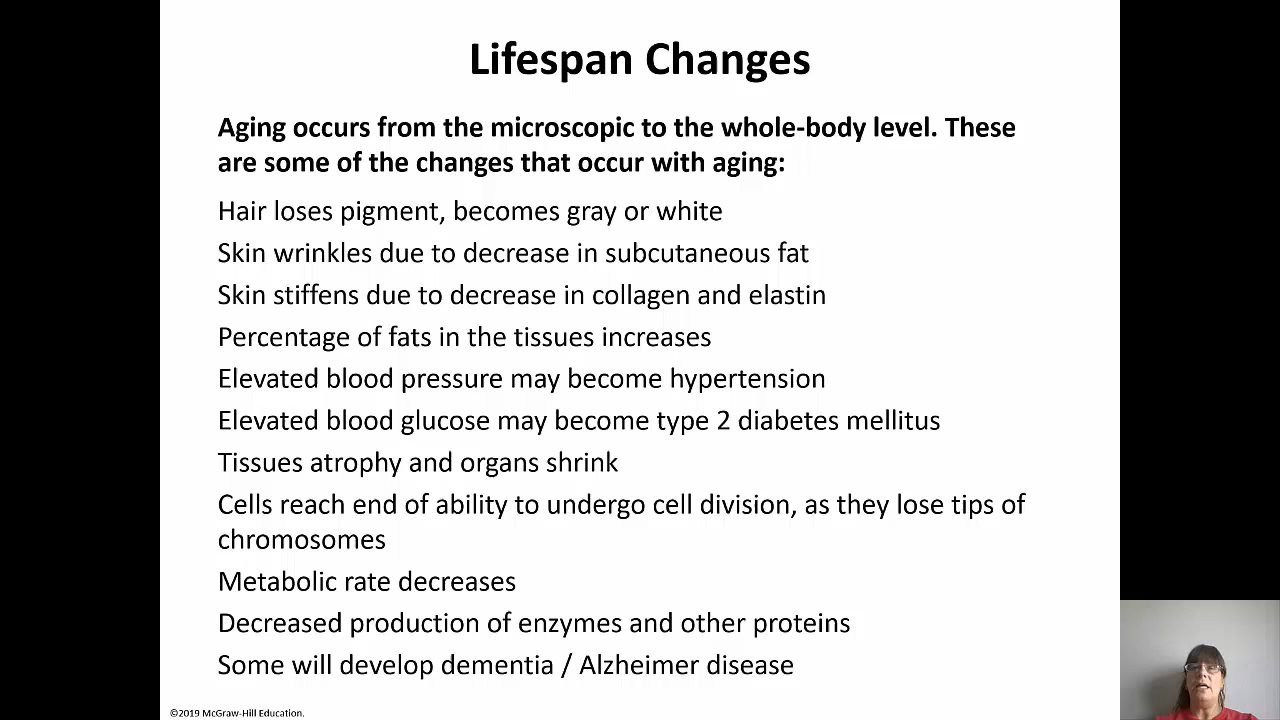 Lifespan Changes
Aging occurs from the microscopic to the whole-body level. These
are some of the changes that occur with aging:
Hair loses pigment, becomes gray or white
Skin wrinkles due to decrease in subcutaneous fat
Skin stiffens due to decrease in collagen and elastin
Percentage of fats in the tissues increases
Elevated blood pressure may become hypertension
Elevated blood glucose may become type 2 diabetes mellitus
Tissues atrophy and organs shrink
Cells reach end of ability to undergo cell division, as they lose tips of
chromosomes
Metabolic rate decreases
Decreased production of enzymes and other proteins
Some will develop dementia / Alzheimer disease
©2019 McGraw-Hill Education.